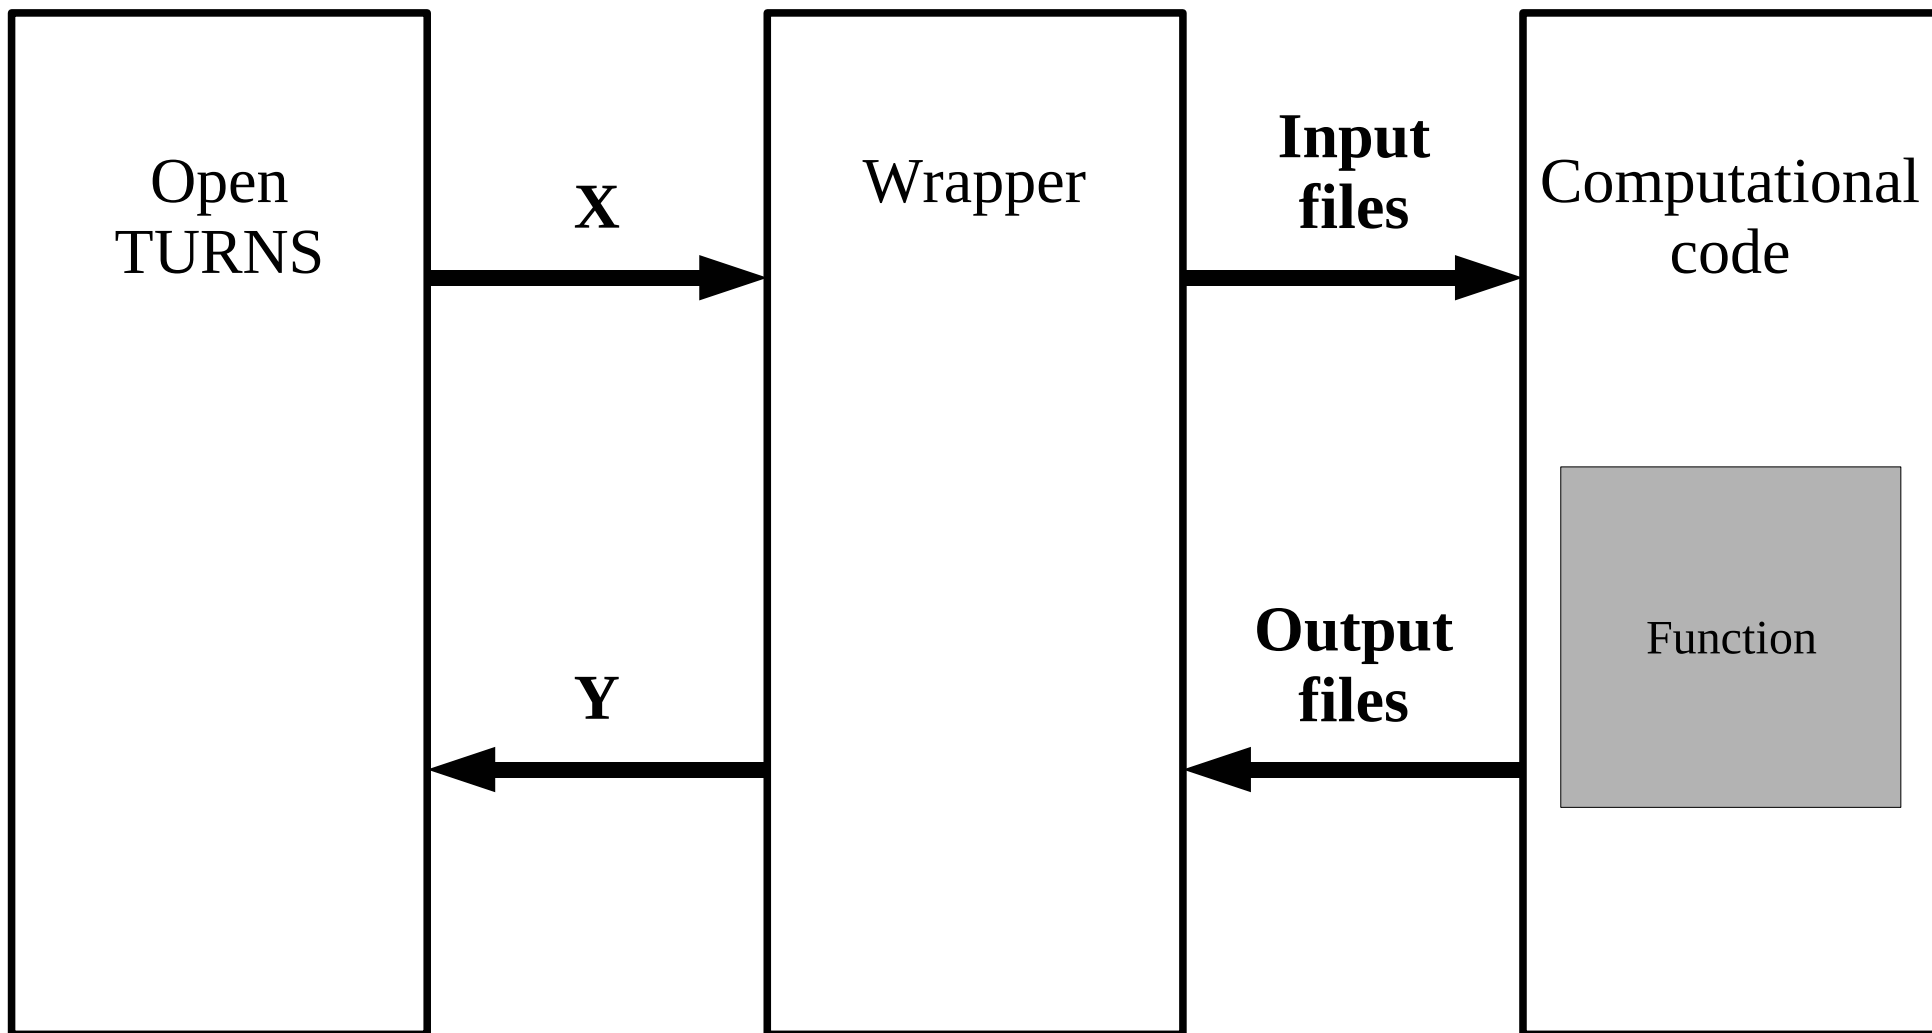 Open
TURNS
X
Wrapper
Input
files
Computational
code
Y
Output
files
Function